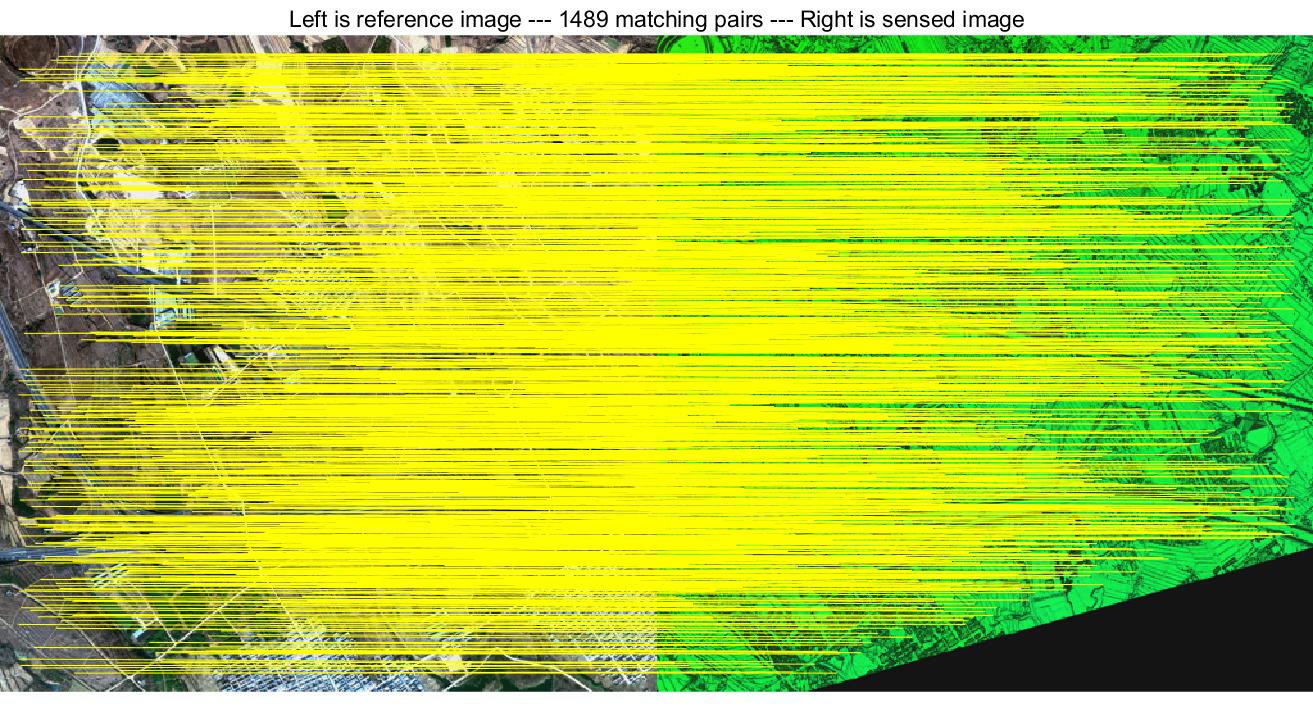 Left is reference image --- 1489 matching pairs --- Right is sensed image